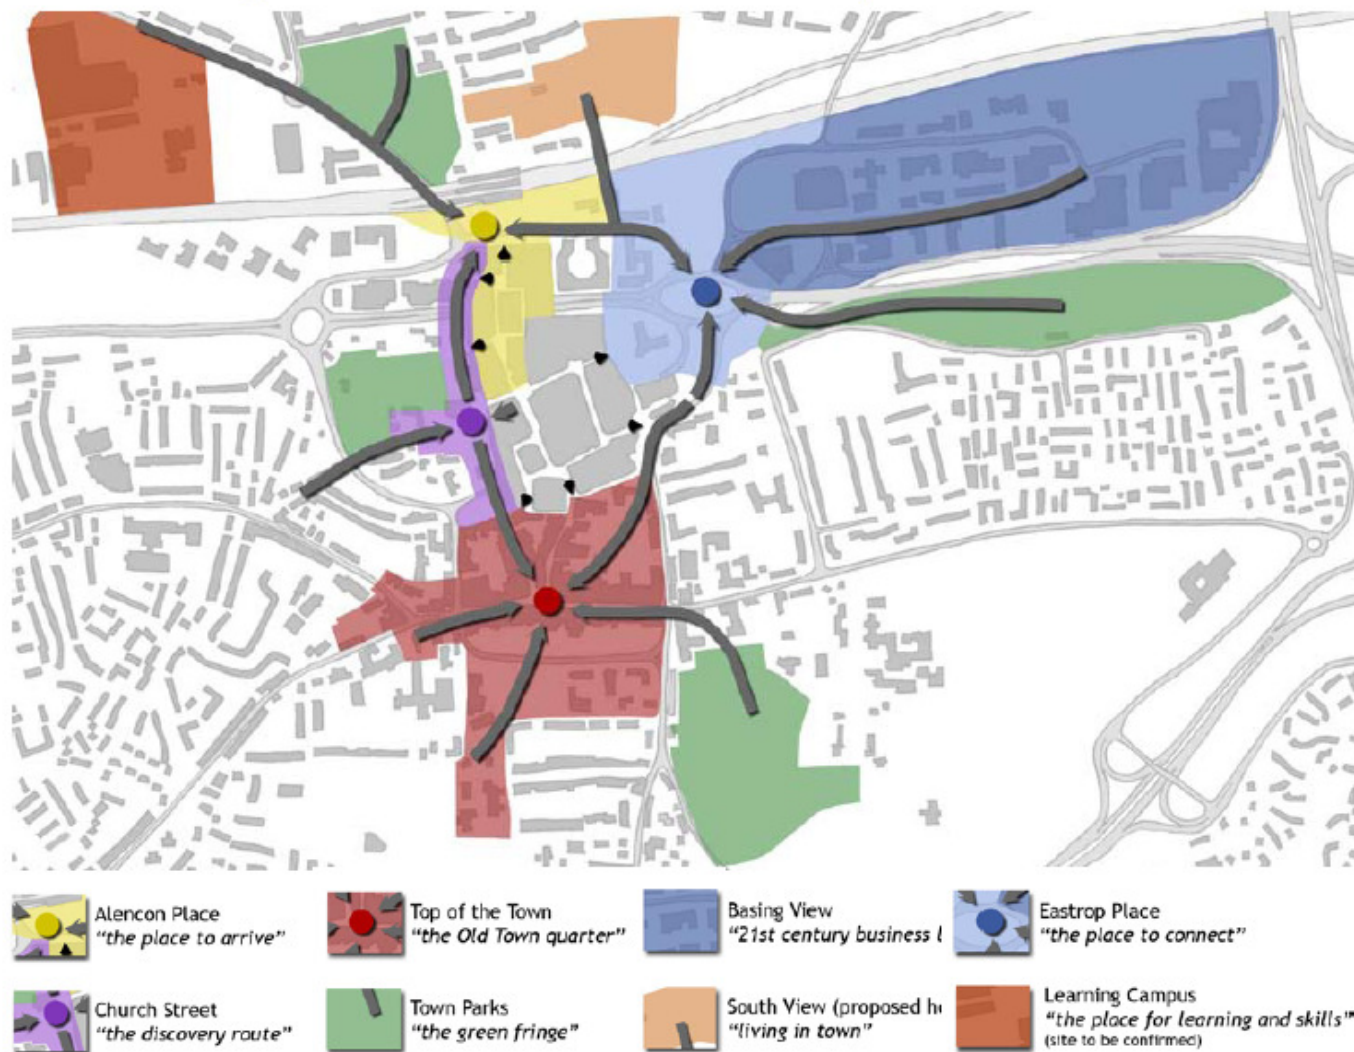 Alencon Place
"the place to arrive"
Top of the Town
"the Old Town quarter"
Basing View
"21st century business
Eastrop Place
"the place to connect"
Church Street
"the discovery route"
Town Parks
"the green fringe"
South View (proposed
"living in town"
Learning Campus
"the place for learning and skills"
(site to be confirmed)